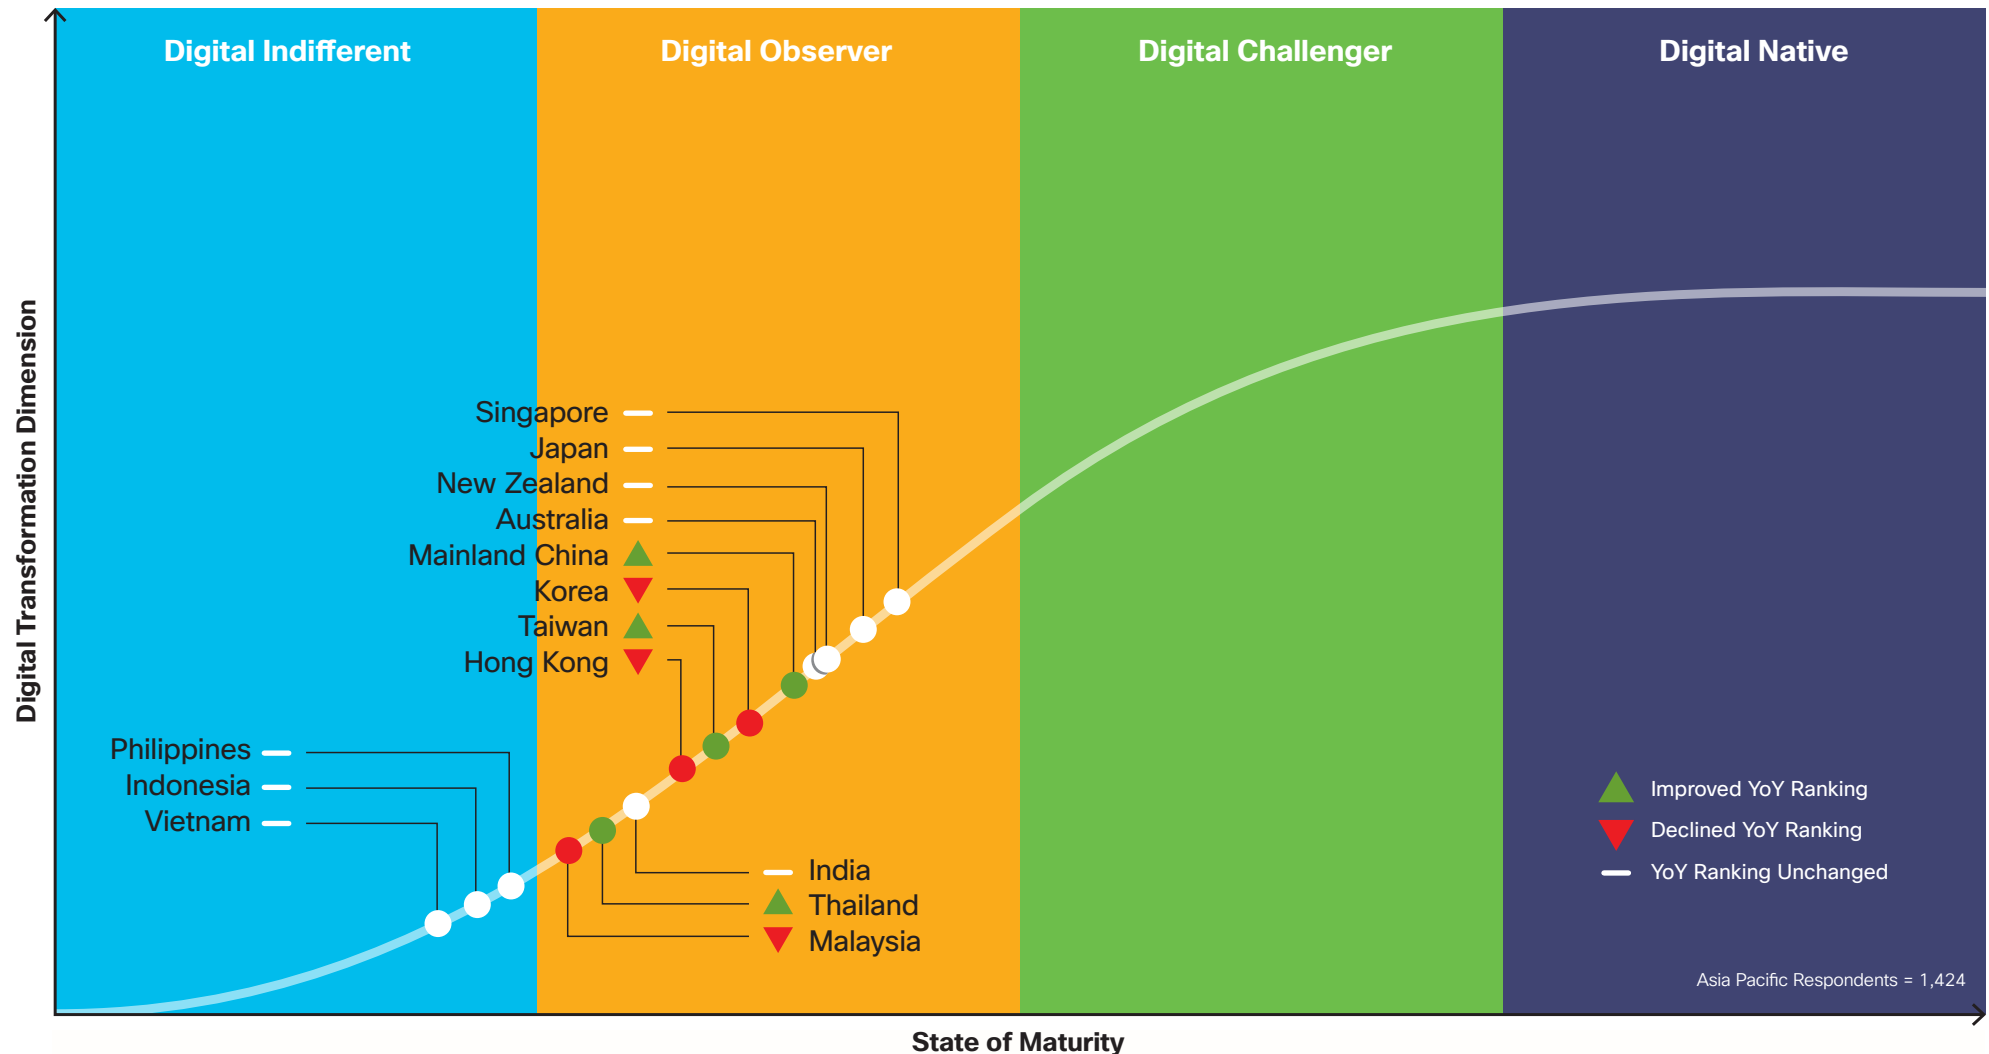 Digital Indifferent
Digital Observer
Digital Challenger
Digital Native
Digital Transformation Dimension
Singapore
Japan
New Zealand
Australia
Mainland China
Korea
Taiwan
Hong Kong
Philippines
Indonesia
Vietnam
India
Thailand
Malaysia
Improved YoY Ranking
Declined YoY Ranking
YoY Ranking Unchanged
Asia Pacific Respondents = 1,424
State of Maturity